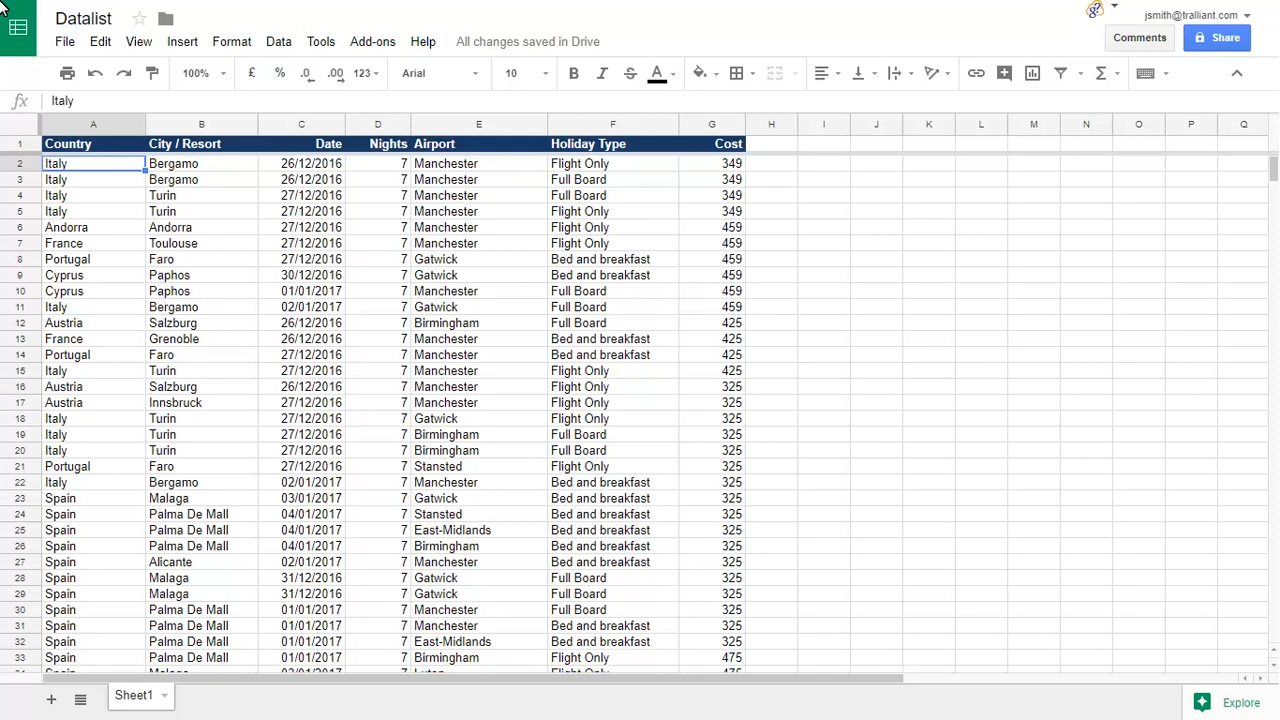 Datalist
jsmith@tralliant.com
File Edit View Insert Format Data Tools Add-ons Help All changes saved in Drive
Comments Share
100% £ % .0 .00 123 Arial 10 B I S A
fx Italy
A B C D E F G H I J K L M N O P Q
1 Country City / Resort Date Nights Airport Holiday Type Cost
2 Italy Bergamo 26/12/2016 7 Manchester Flight Only 349
3 Italy Bergamo 26/12/2016 7 Manchester Full Board 349
4 Italy Turin 27/12/2016 7 Manchester Full Board 349
5 Italy Turin 27/12/2016 7 Manchester Flight Only 349
6 Andorra Andorra 27/12/2016 7 Manchester Flight Only 459
7 France Toulouse 27/12/2016 7 Manchester Flight Only 459
8 Portugal Faro 27/12/2016 7 Gatwick Bed and breakfast 459
9 Cyprus Paphos 30/12/2016 7 Gatwick Bed and breakfast 459
10 Cyprus Paphos 01/01/2017 7 Manchester Full Board 459
11 Italy Bergamo 02/01/2017 7 Gatwick Full Board 459
12 Austria Salzburg 26/12/2016 7 Birmingham Full Board 425
13 France Grenoble 26/12/2016 7 Manchester Bed and breakfast 425
14 Portugal Faro 27/12/2016 7 Manchester Bed and breakfast 425
15 Italy Turin 27/12/2016 7 Manchester Flight Only 425
16 Austria Salzburg 26/12/2016 7 Manchester Flight Only 325
17 Austria Innsbruck 27/12/2016 7 Manchester Flight Only 325
18 Italy Turin 27/12/2016 7 Gatwick Flight Only 325
19 Italy Turin 27/12/2016 7 Birmingham Full Board 325
20 Italy Turin 27/12/2016 7 Birmingham Full Board 325
21 Portugal Faro 27/12/2016 7 Stansted Flight Only 325
22 Italy Bergamo 02/01/2017 7 Manchester Bed and breakfast 325
23 Spain Malaga 03/01/2017 7 Gatwick Bed and breakfast 325
24 Spain Palma De Mall 04/01/2017 7 Stansted Bed and breakfast 325
25 Spain Palma De Mall 04/01/2017 7 East-Midlands Bed and breakfast 325
26 Spain Palma De Mall 04/01/2017 7 Birmingham Bed and breakfast 325
27 Spain Alicante 02/01/2017 7 Manchester Bed and breakfast 325
28 Spain Malaga 31/12/2016 7 Gatwick Full Board 325
29 Spain Malaga 31/12/2016 7 Gatwick Full Board 325
30 Spain Palma De Mall 01/01/2017 7 Manchester Full Board 325
31 Spain Palma De Mall 01/01/2017 7 Manchester Bed and breakfast 325
32 Spain Palma De Mall 01/01/2017 7 East-Midlands Bed and breakfast 325
33 Spain Palma De Mall 01/01/2017 7 Birmingham Flight Only 475
Sheet1
Explore